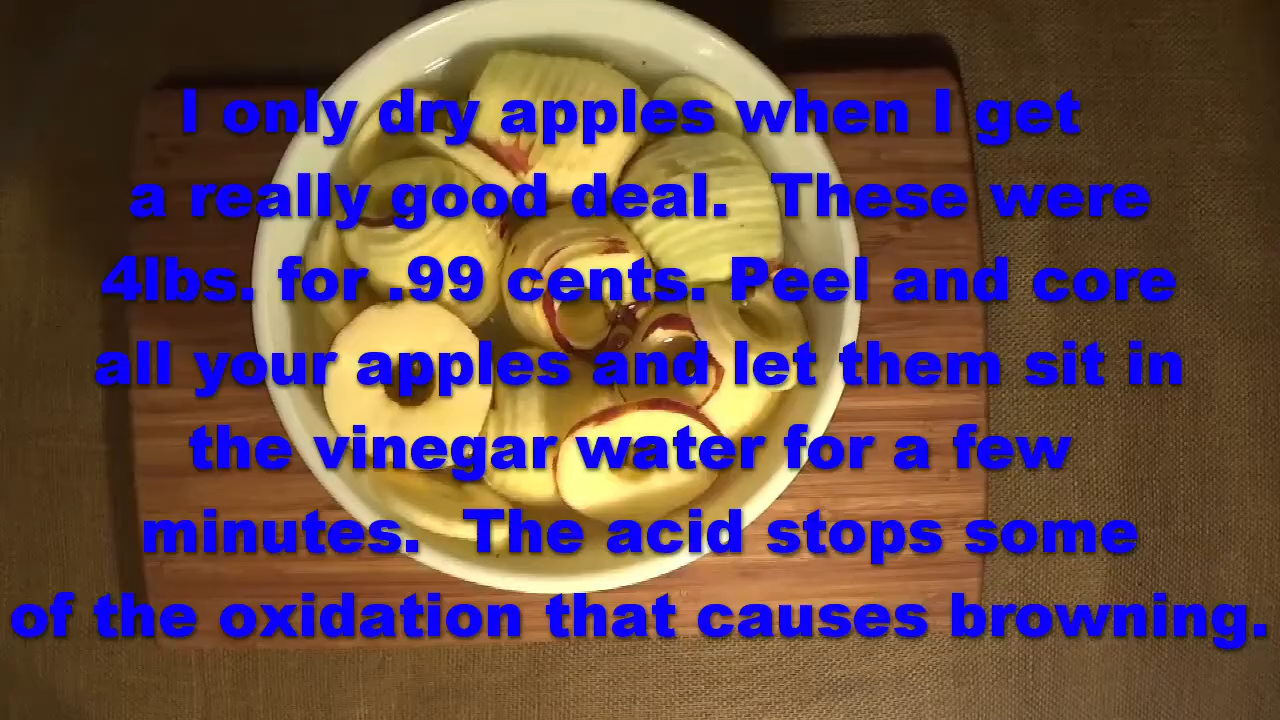 I only dry apples when I get
a really good deal.  These were
4lbs. for .99 cents. Peel and core
all your apples and let them sit in
the vinegar water for a few
minutes.  The acid stops some
of the oxidation that causes browning.